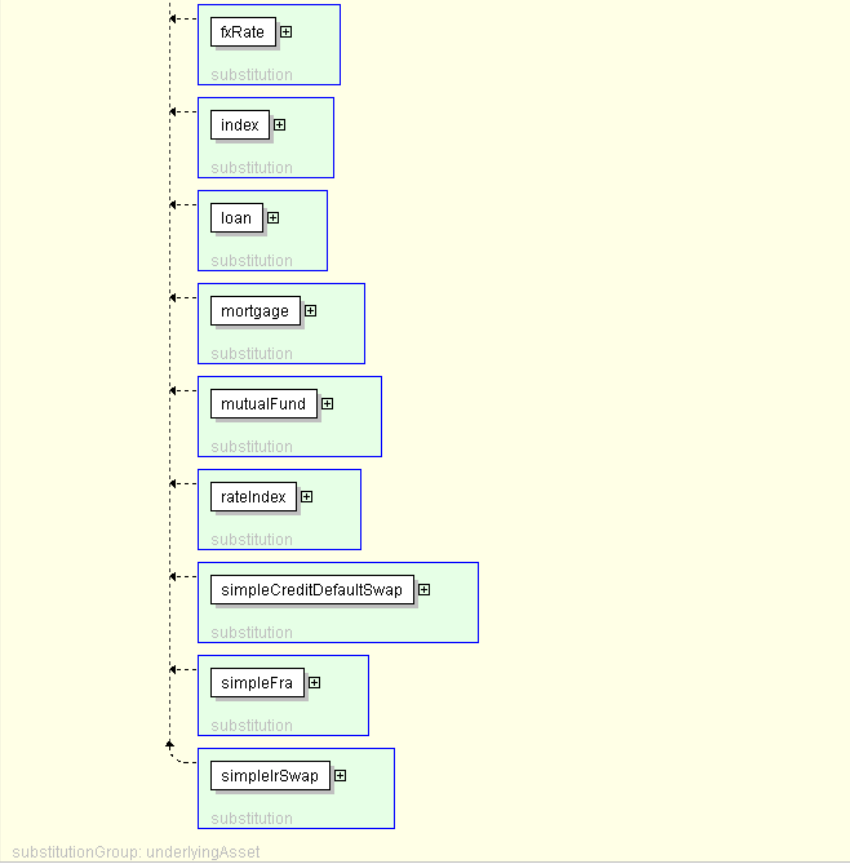 fxRate
substitution
index
substitution
loan
substitution
mortgage
substitution
mutualFund
substitution
rateIndex
substitution
simpleCreditDefaultSwap
substitution
simpleFra
substitution
simpleIrSwap
substitution
substitutionGroup: underlyingAsset